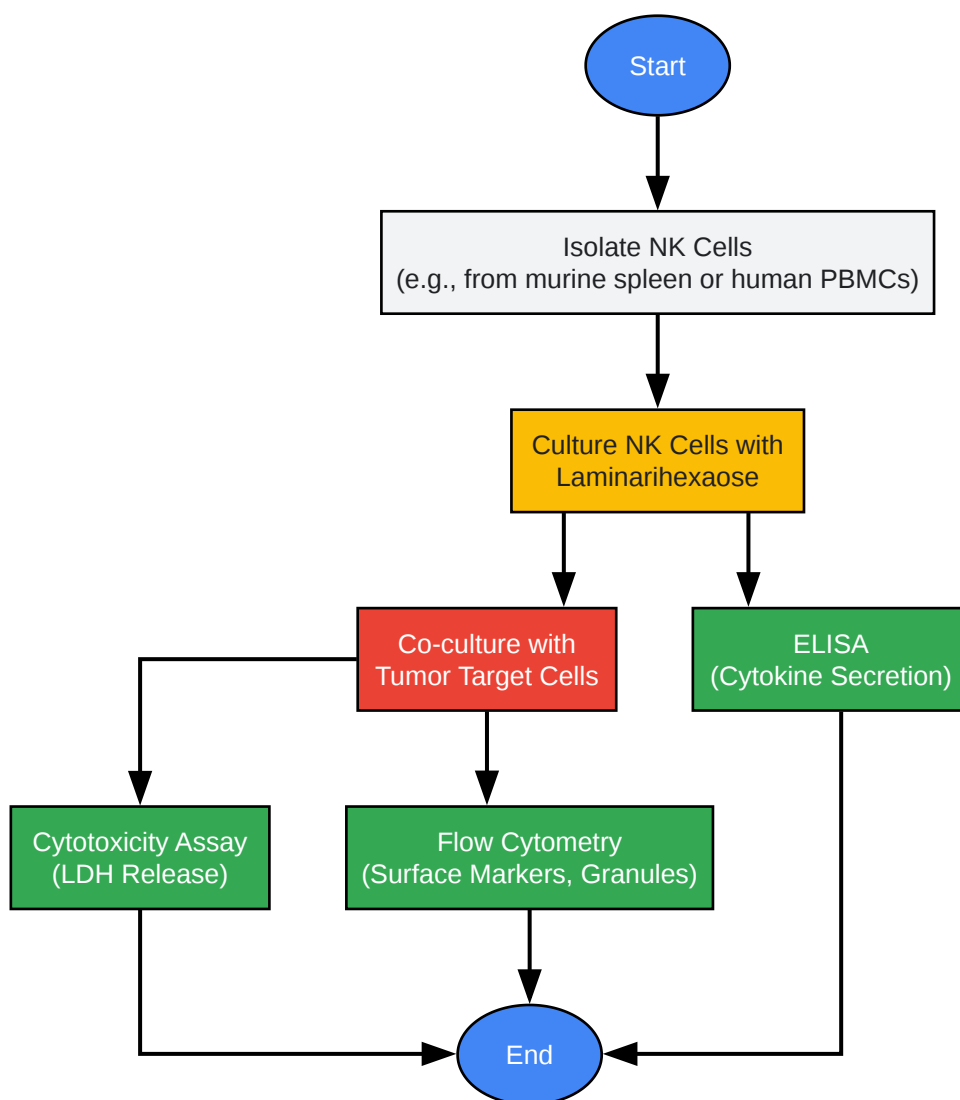 Start
Isolate NK Cells
(e.g., from murine spleen or human PBMCs)
Culture NK Cells with
Laminarihexaose
Co-culture with
Tumor Target Cells
ELISA
(Cytokine Secretion)
Cytotoxicity Assay
(LDH Release)
Flow Cytometry
(Surface Markers, Granules)
End